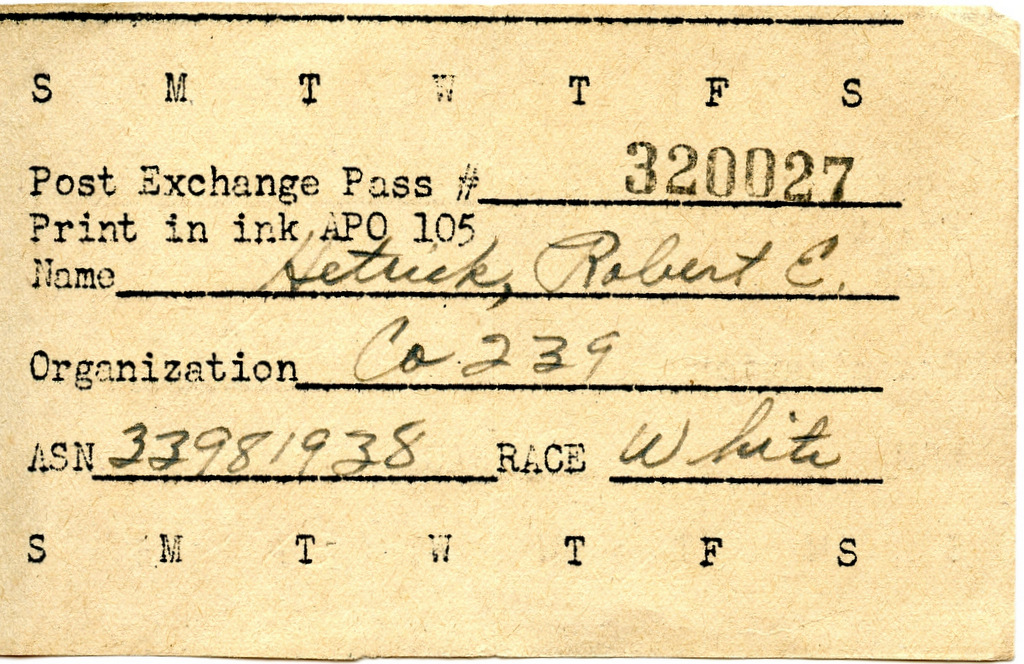 S M T W T F S
Post Exchange Pass # 320027
Print in ink APO 105
Name Hetrick, Robert E.
Organization Co 239
ASN 33981938 RACE White
S M T W T F S